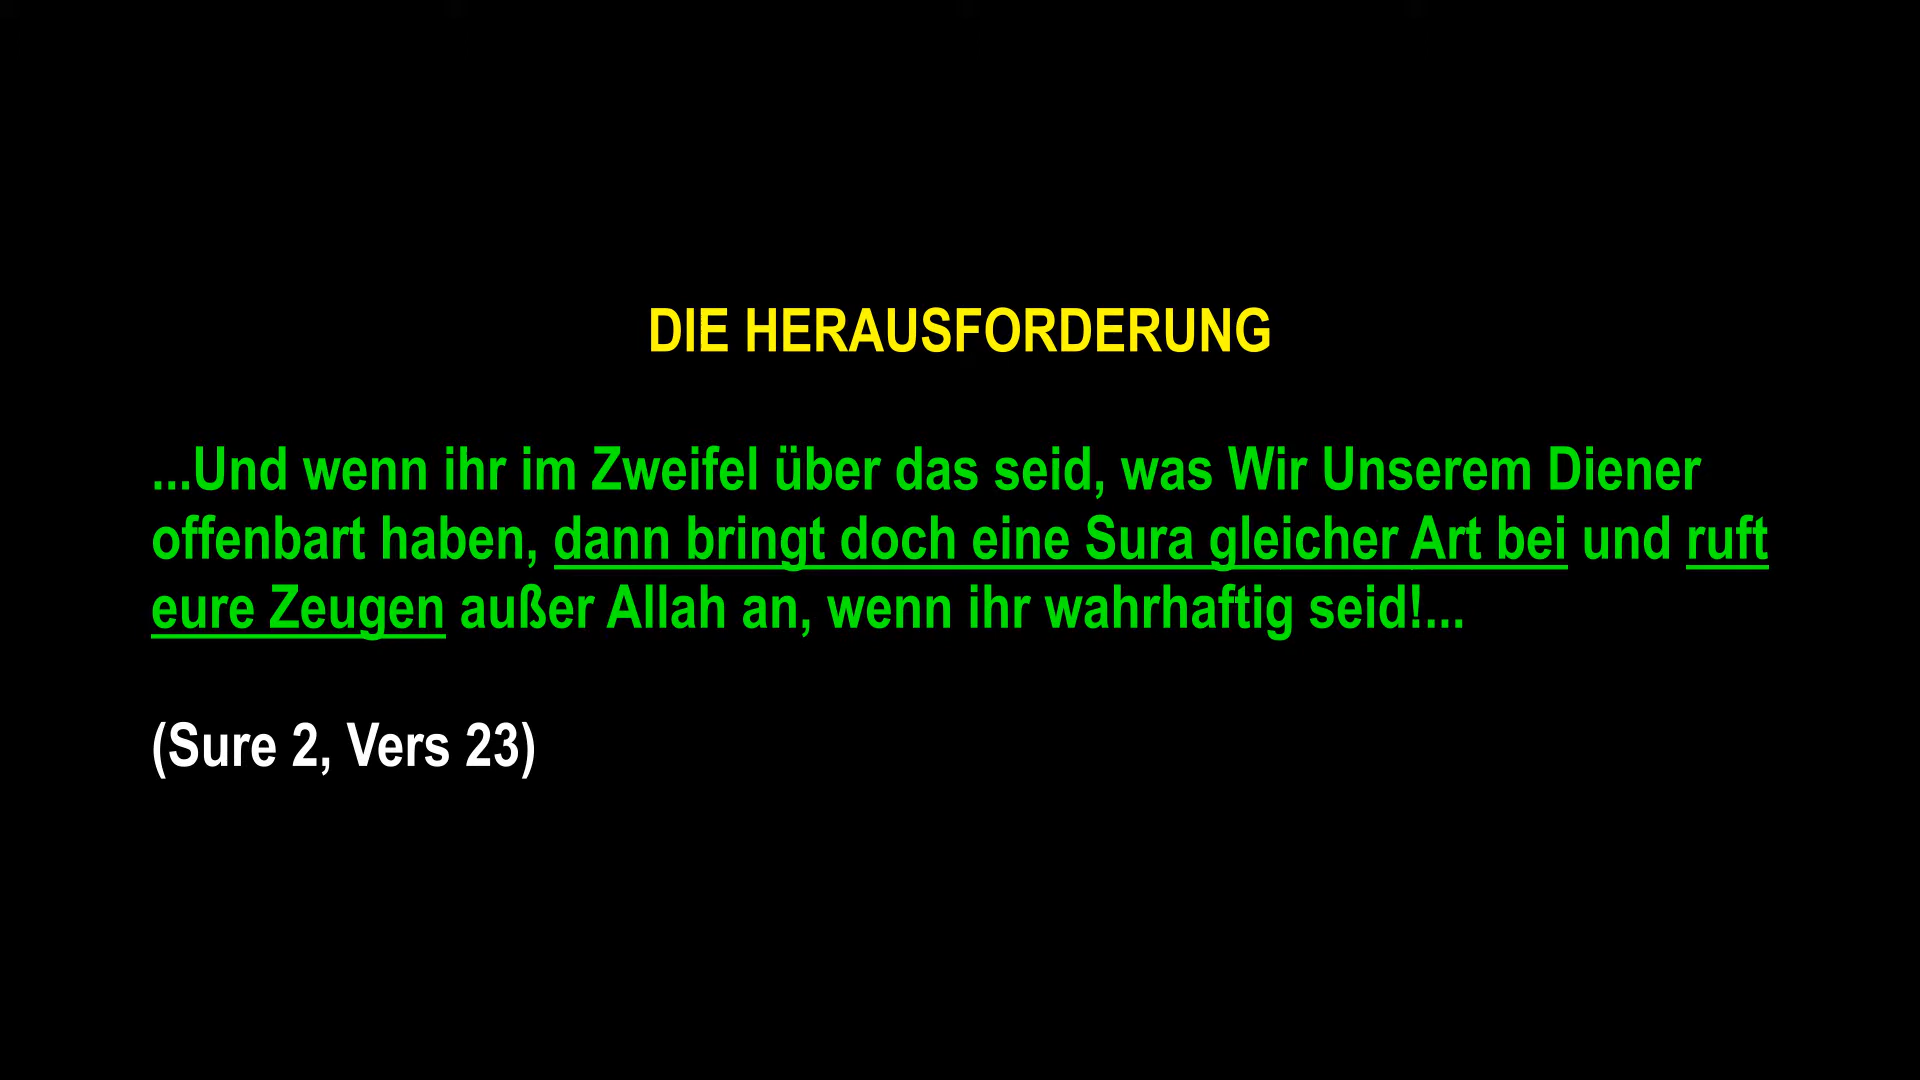 DIE HERAUSFORDERUNG
...Und wenn ihr im Zweifel über das seid, was Wir Unserem Diener
offenbart haben, dann bringt doch eine Sura gleicher Art bei und ruft
eure Zeugen außer Allah an, wenn ihr wahrhaftig seid!...
(Sure 2, Vers 23)